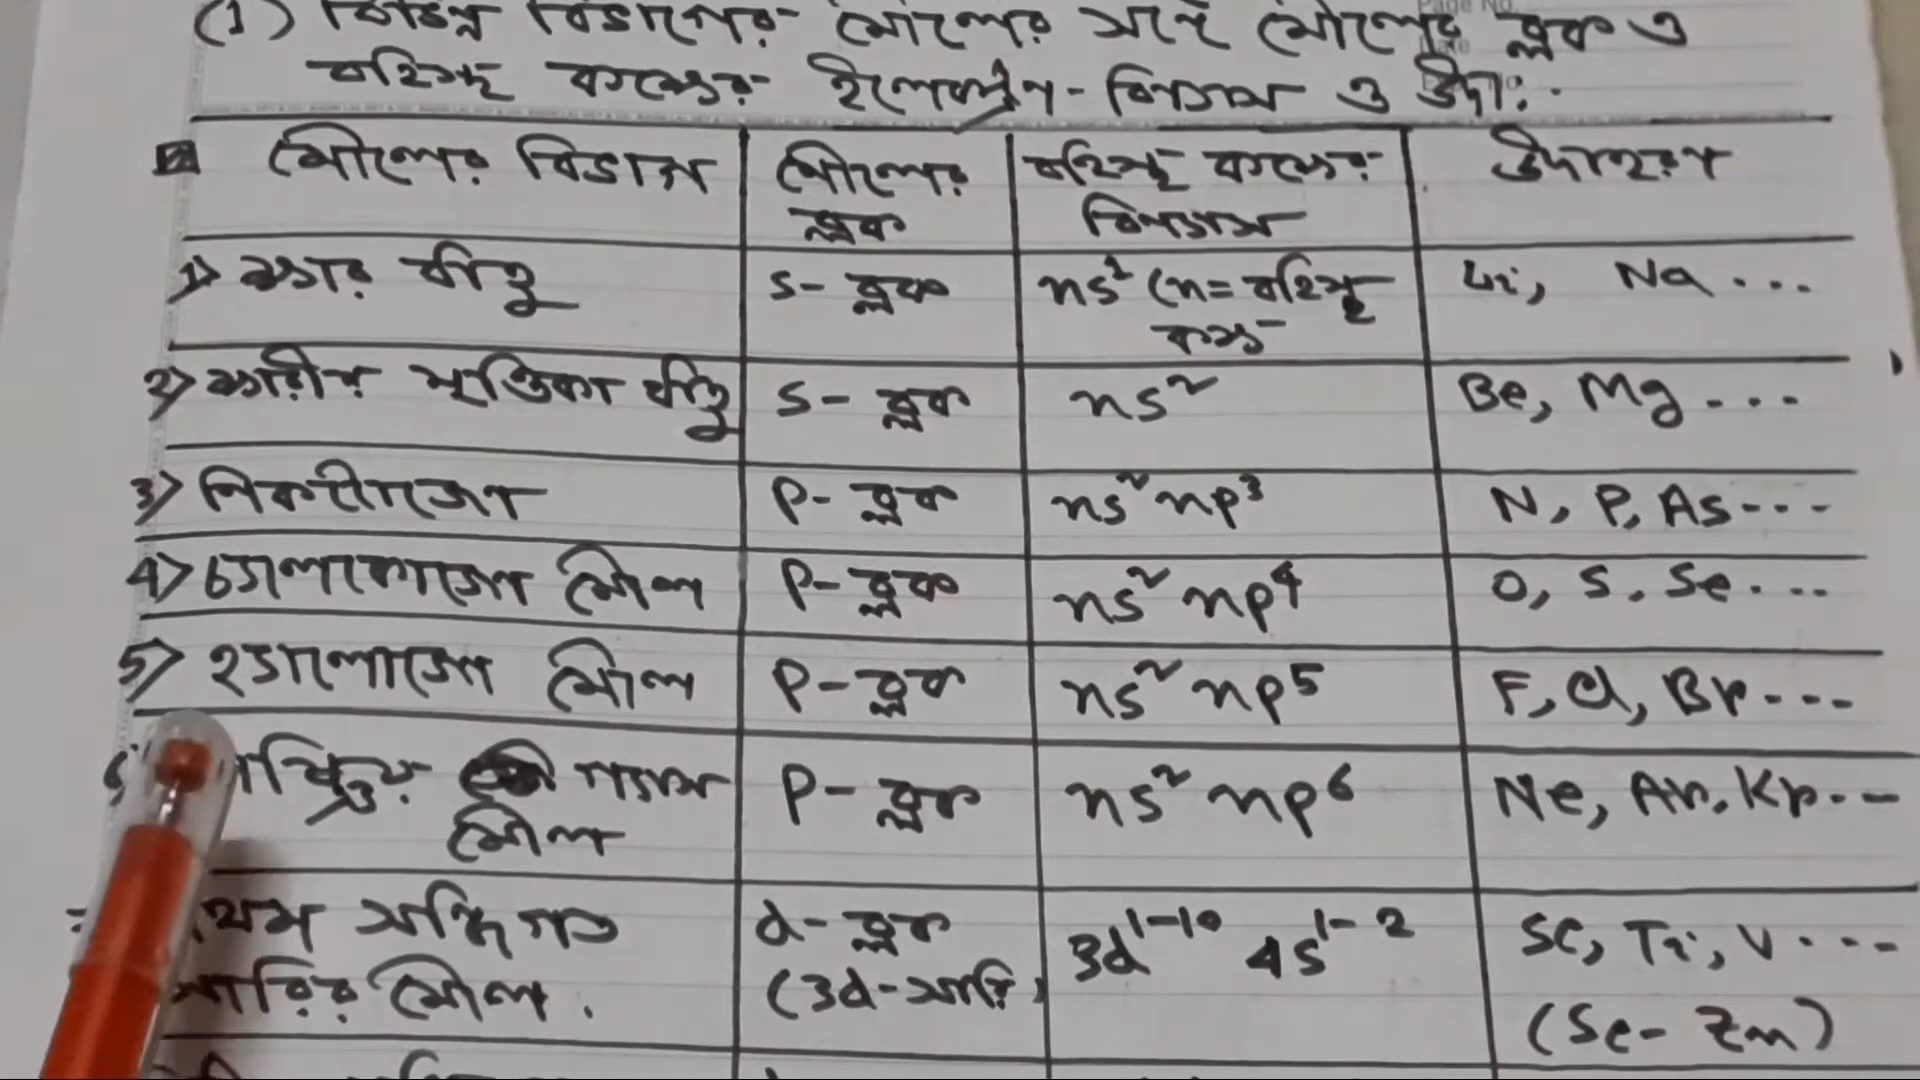 (1) বিভিন্ন বিভাগের মৌলের সঙ্গে মৌলের ব্লক ও
বহিস্থ কক্ষের ইলেকট্রন-বিন্যাস ও উদা:
মৌলের বিভাগ মৌলের ব্লক বহিস্থ কক্ষের বিন্যাস উদাহরণ
1> ক্ষার ধাতু s-ব্লক ns¹ (n= বহিস্থ কক্ষ Li, Na ...
2> ক্ষারীয় মৃত্তিকা ধাতু s-ব্লক ns² Be, Mg ...
3> নিকটোজেন P-ব্লক ns² np³ N, P, As ...
4> চ্যালকোজেন মৌল P-ব্লক ns² np⁴ O, S, Se ...
5> হ্যালোজেন মৌল P-ব্লক ns² np⁵ F, Cl, Br ...
গ্যাস মৌল P-ব্লক ns² np⁶ Ne, Ar, Kr ...
সন্ধিগত d-ব্লক 3d¹⁻¹⁰ 4s¹⁻² Sc, Ti, V ...
মৌল. (3d-সারি) (Sc-Zn)